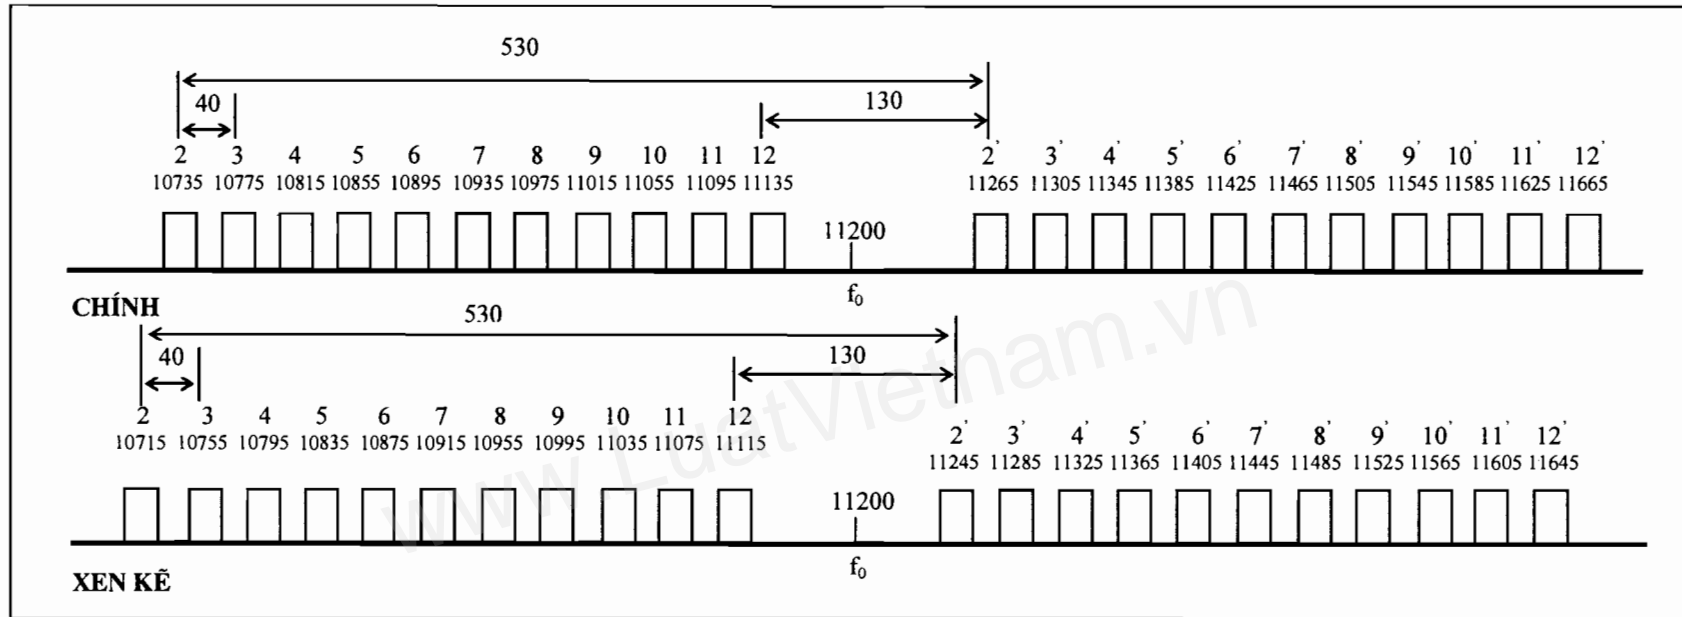 530
40
130
2 3 4 5 6 7 8 9 10 11 12 2' 3' 4' 5' 6' 7' 8' 9' 10' 11' 12'
10735 10775 10815 10855 10895 10935 10975 11015 11055 11095 11135 11265 11305 11345 11385 11425 11465 11505 11545 11585 11625 11665
11200
f₀
CHÍNH
530
40
130
2 3 4 5 6 7 8 9 10 11 12 2' 3' 4' 5' 6' 7' 8' 9' 10' 11' 12'
10715 10755 10795 10835 10875 10915 10955 10995 11035 11075 11115 11245 11285 11325 11365 11405 11445 11485 11525 11565 11605 11645
11200
f₀
XEN KẼ
www.LuatVietnam.vn